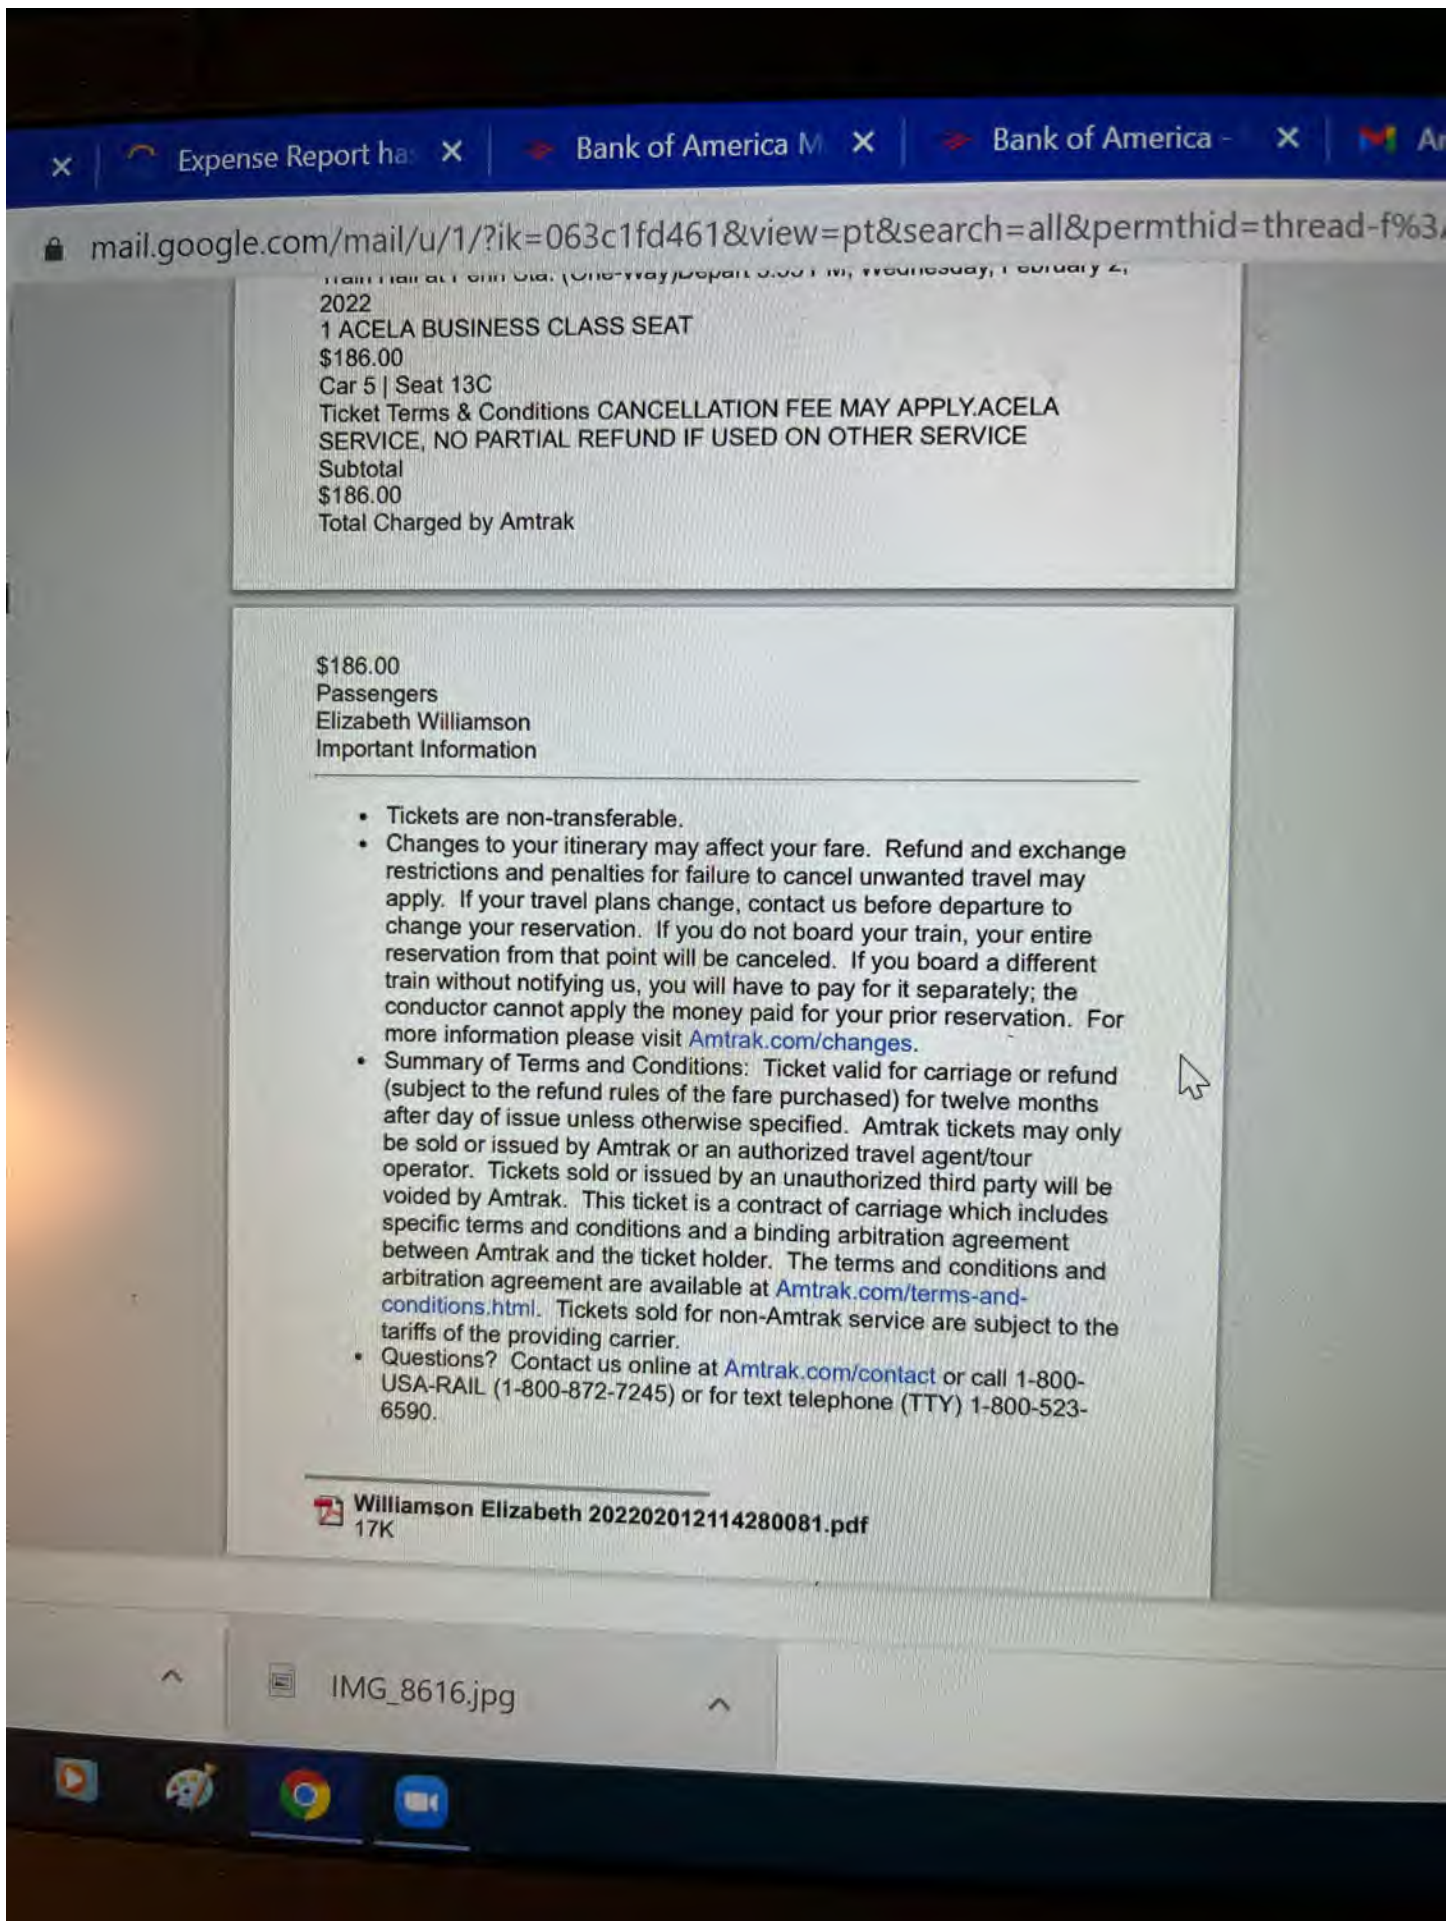 Expense Report ha
Bank of America M
Bank of America -
mail.google.com/mail/u/1/?ik=063c1fd461&view=pt&search=all&permthid=thread-f%3
Train Hall at Penn Sta. (One-Way)Depart Wednesday, February 2,
2022
1 ACELA BUSINESS CLASS SEAT
$186.00
Car 5 | Seat 13C
Ticket Terms & Conditions CANCELLATION FEE MAY APPLY.ACELA
SERVICE, NO PARTIAL REFUND IF USED ON OTHER SERVICE
Subtotal
$186.00
Total Charged by Amtrak
$186.00
Passengers
Elizabeth Williamson
Important Information
• Tickets are non-transferable.
• Changes to your itinerary may affect your fare. Refund and exchange
restrictions and penalties for failure to cancel unwanted travel may
apply. If your travel plans change, contact us before departure to
change your reservation. If you do not board your train, your entire
reservation from that point will be canceled. If you board a different
train without notifying us, you will have to pay for it separately; the
conductor cannot apply the money paid for your prior reservation. For
more information please visit Amtrak.com/changes.
• Summary of Terms and Conditions: Ticket valid for carriage or refund
(subject to the refund rules of the fare purchased) for twelve months
after day of issue unless otherwise specified. Amtrak tickets may only
be sold or issued by Amtrak or an authorized travel agent/tour
operator. Tickets sold or issued by an unauthorized third party will be
voided by Amtrak. This ticket is a contract of carriage which includes
specific terms and conditions and a binding arbitration agreement
between Amtrak and the ticket holder. The terms and conditions and
arbitration agreement are available at Amtrak.com/terms-and-
conditions.html. Tickets sold for non-Amtrak service are subject to the
tariffs of the providing carrier.
• Questions? Contact us online at Amtrak.com/contact or call 1-800-
USA-RAIL (1-800-872-7245) or for text telephone (TTY) 1-800-523-
6590.
Williamson Elizabeth 202202012114280081.pdf
17K
IMG_8616.jpg